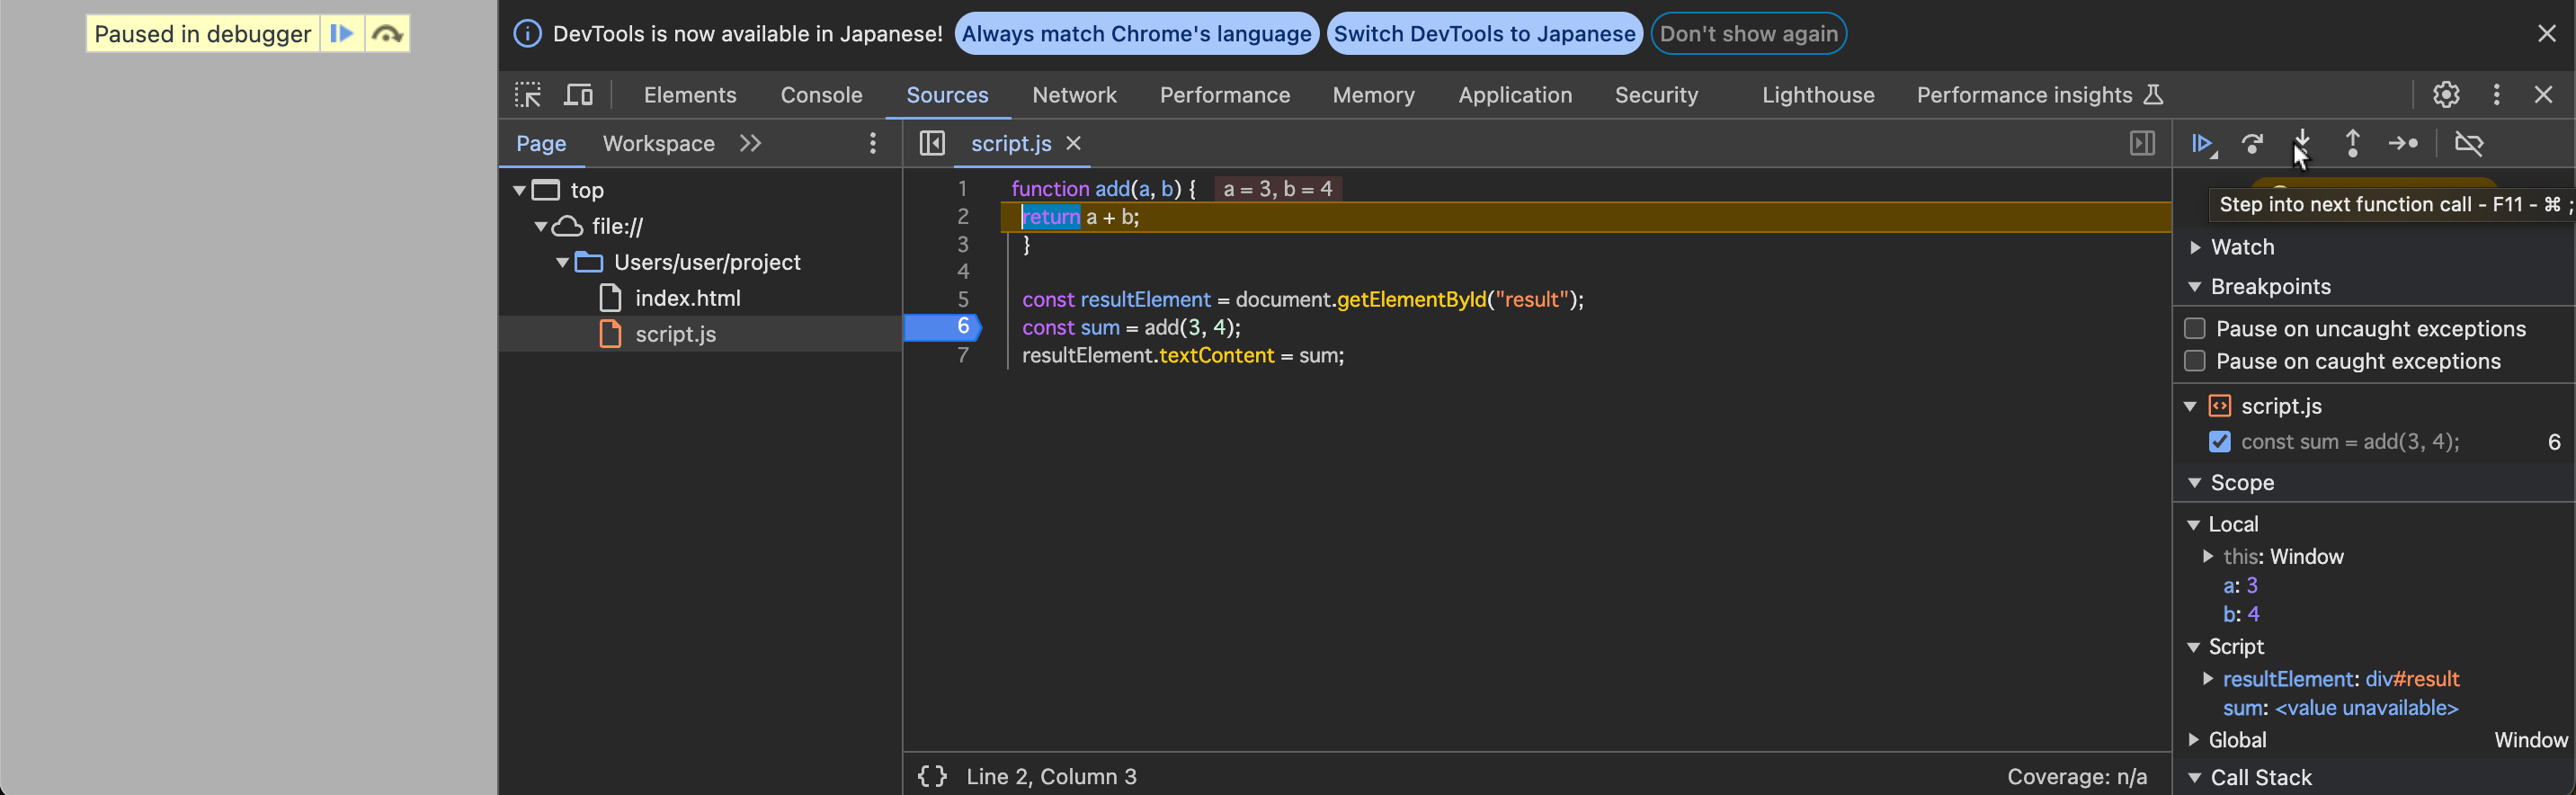 Paused in debugger
DevTools is now available in Japanese! Always match Chrome's language Switch DevTools to Japanese Don't show again
Elements Console Sources Network Performance Memory Application Security Lighthouse Performance insights
Page Workspace
top
file://
Users/user/project
index.html
script.js
script.js
1 function add(a, b) { a = 3, b = 4
2 return a + b;
3 }
4
5 const resultElement = document.getElementById("result");
6 const sum = add(3, 4);
7 resultElement.textContent = sum;
{ } Line 2, Column 3 Coverage: n/a
Step into next function call - F11 - ⌘ ;
Watch
Breakpoints
Pause on uncaught exceptions
Pause on caught exceptions
script.js
const sum = add(3, 4); 6
Scope
Local
this: Window
a: 3
b: 4
Script
resultElement: div#result
sum: <value unavailable>
Global Window
Call Stack